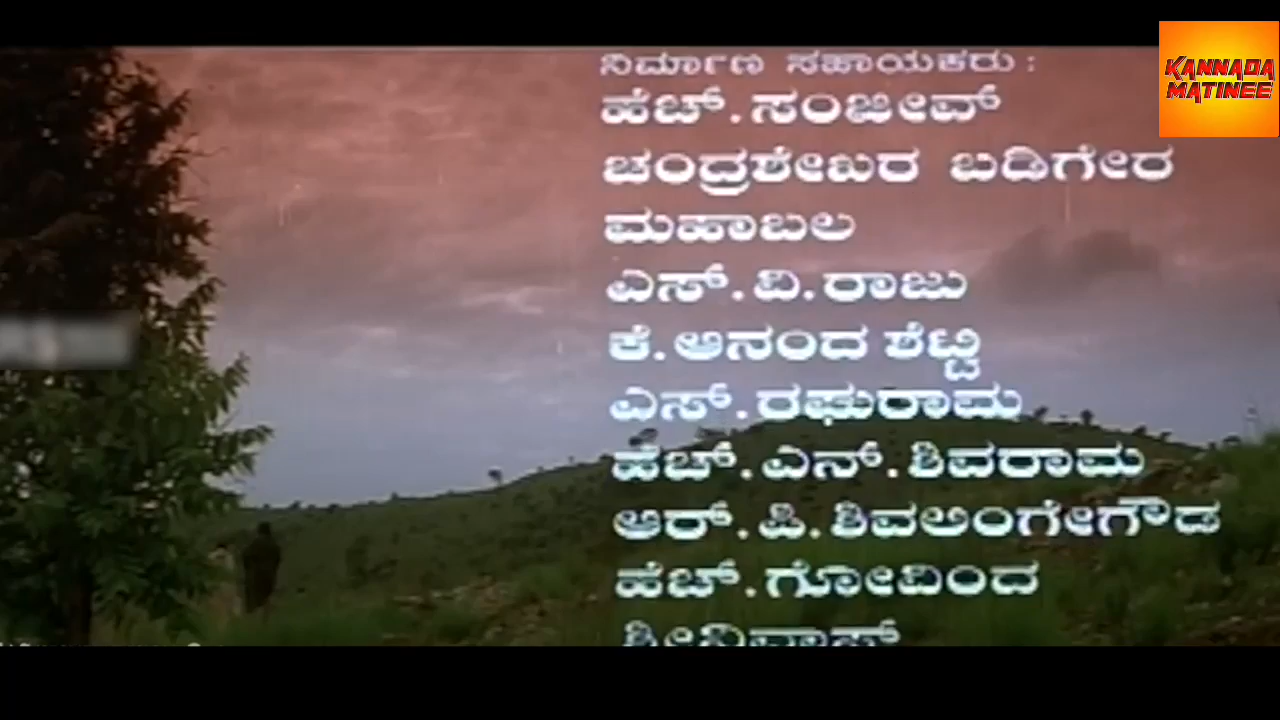 KANNADA
MATINEE
ನಿರ್ಮಾಣ ಸಹಾಯಕರು :
ಹೆಚ್.ಸಂಜೀವ್
ಚಂದ್ರಶೇಖರ ಬಡಿಗೇರ
ಮಹಾಬಲ
ಎಸ್.ವಿ.ರಾಜು
ಕೆ.ಆನಂದ ಶೆಟ್ಟಿ
ಎಸ್.ರಘುರಾಮ
ಹೆಚ್.ಎನ್.ಶಿವರಾಮ
ಆರ್.ಪಿ.ಶಿವಲಿಂಗೇಗೌಡ
ಹೆಚ್.ಗೋವಿಂದ
ಶ್ರೀನಿವಾಸ್